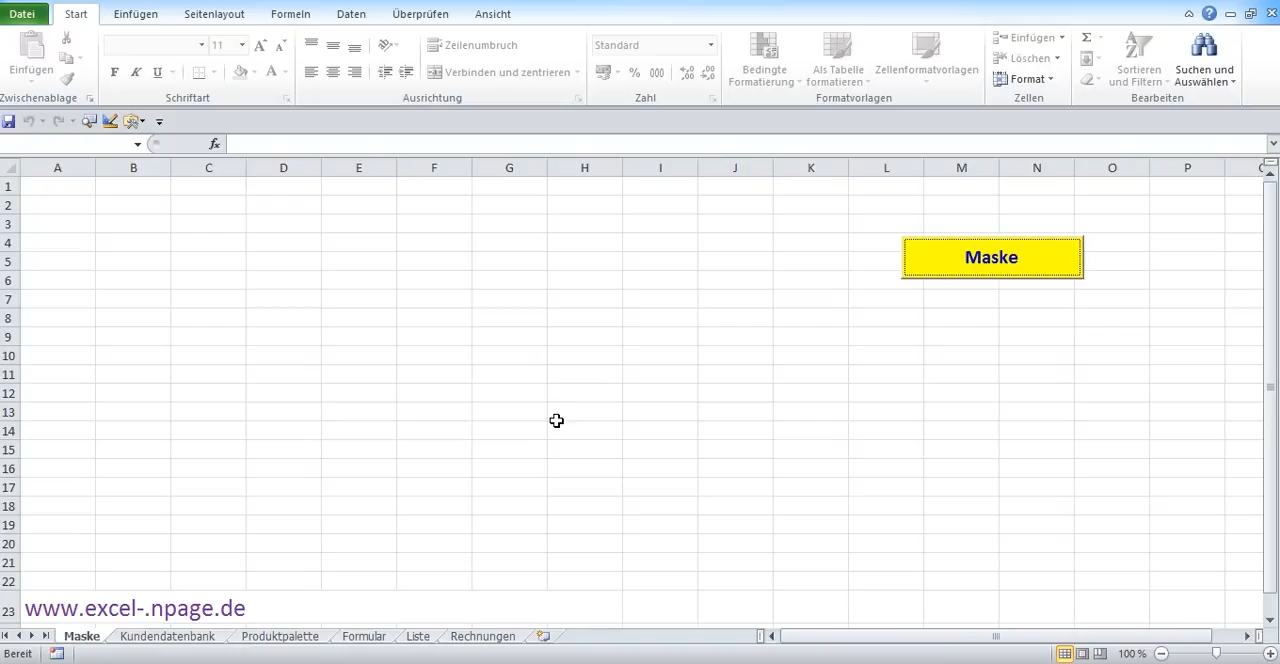 Datei Start Einfügen Seitenlayout Formeln Daten Überprüfen Ansicht
Einfügen
Zwischenablage
11 A A
F K U
Schriftart
Zeilenumbruch
Verbinden und zentrieren
Ausrichtung
Standard
% 000
Zahl
Bedingte Formatierung
Als Tabelle formatieren
Zellenformatvorlagen
Formatvorlagen
Einfügen
Löschen
Format
Zellen
Σ
Sortieren und Filtern
Suchen und Auswählen
Bearbeiten
fx
A B C D E F G H I J K L M N O P
1
2
3
4
Maske
5
6
7
8
9
10
11
12
13
14
15
16
17
18
19
20
21
22
23 www.excel-.npage.de
Maske Kundendatenbank Produktpalette Formular Liste Rechnungen
Bereit 100 %